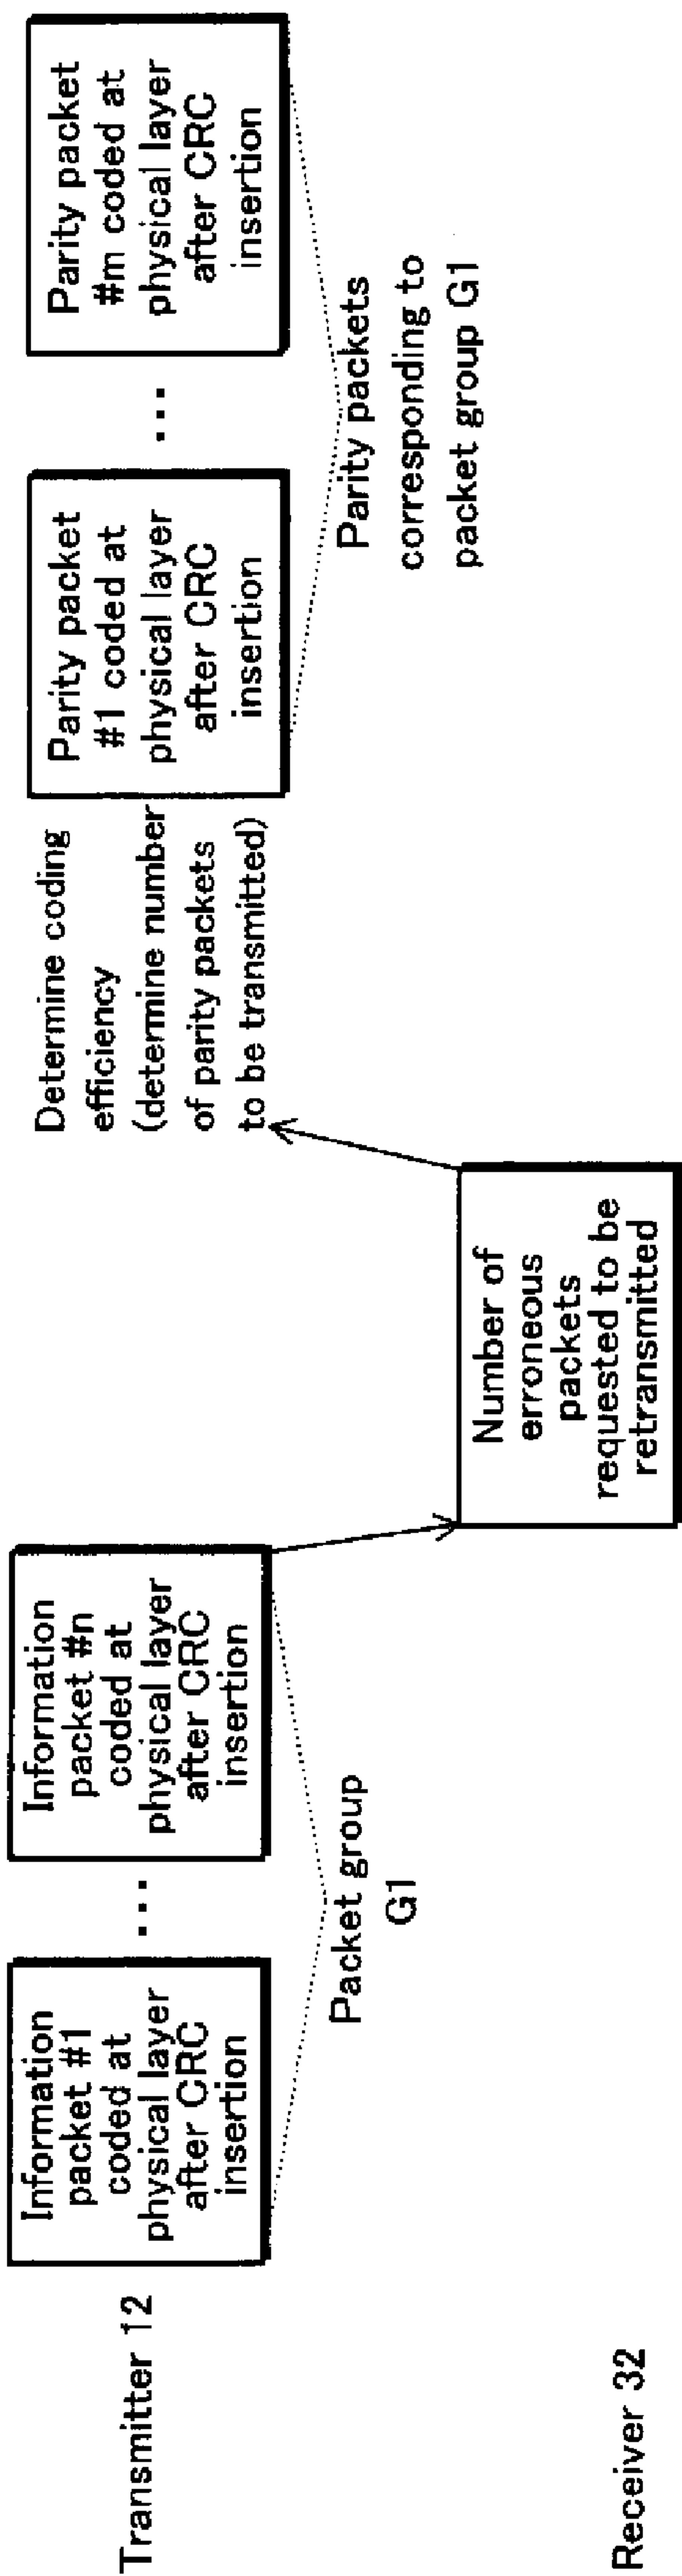 Transmitter 12
Information
packet #1
coded at
physical layer
after CRC
insertion
...
Information
packet #n
coded at
physical layer
after CRC
insertion
Packet group
G1
Determine coding
efficiency
(determine number
of parity packets
to be transmitted)
Parity packet
#1 coded at
physical layer
after CRC
insertion
...
Parity packet
#m coded at
physical layer
after CRC
insertion
Parity packets
corresponding to
packet group G1
Receiver 32
Number of
erroneous
packets
requested to be
retransmitted